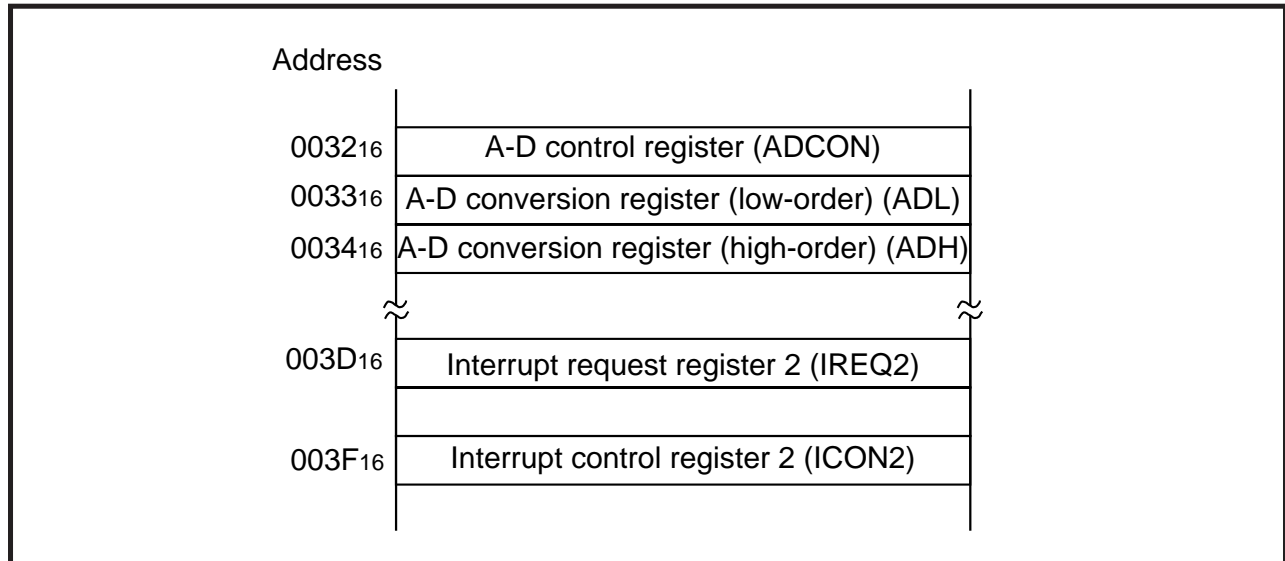 Address
0032₁₆ A-D control register (ADCON)
0033₁₆ A-D conversion register (low-order) (ADL)
0034₁₆ A-D conversion register (high-order) (ADH)
003D₁₆ Interrupt request register 2 (IREQ2)
003F₁₆ Interrupt control register 2 (ICON2)